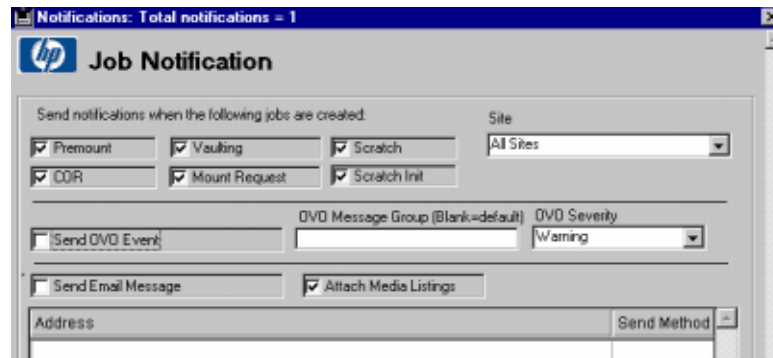 Notifications: Total notifications = 1
hp Job Notification
Send notifications when the following jobs are created:
Site
Premount Vaulting Scratch All Sites
COR Mount Request Scratch Init
OVO Message Group (Blank=default) OVO Severity
Send OVO Event Warning
Send Email Message Attach Media Listings
Address Send Method